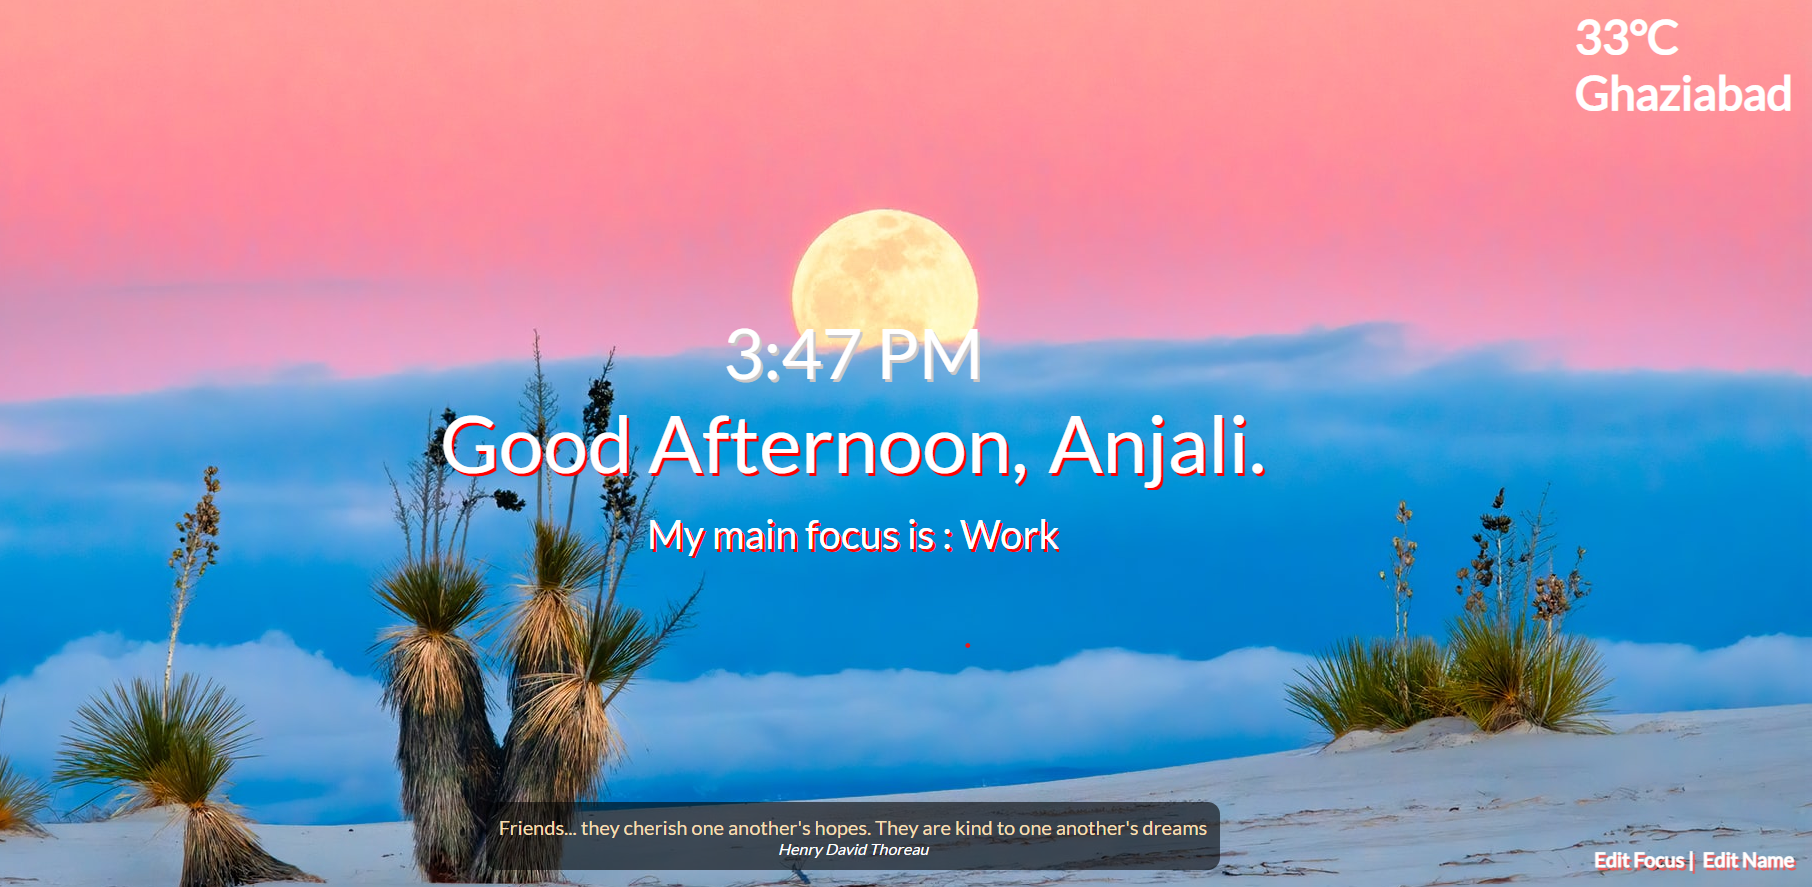 33°C
Ghaziabad
3:47 PM
Good Afternoon, Anjali.
My main focus is : Work
Friends... they cherish one another's hopes. They are kind to one another's dreams
Henry David Thoreau
Edit Focus | Edit Name